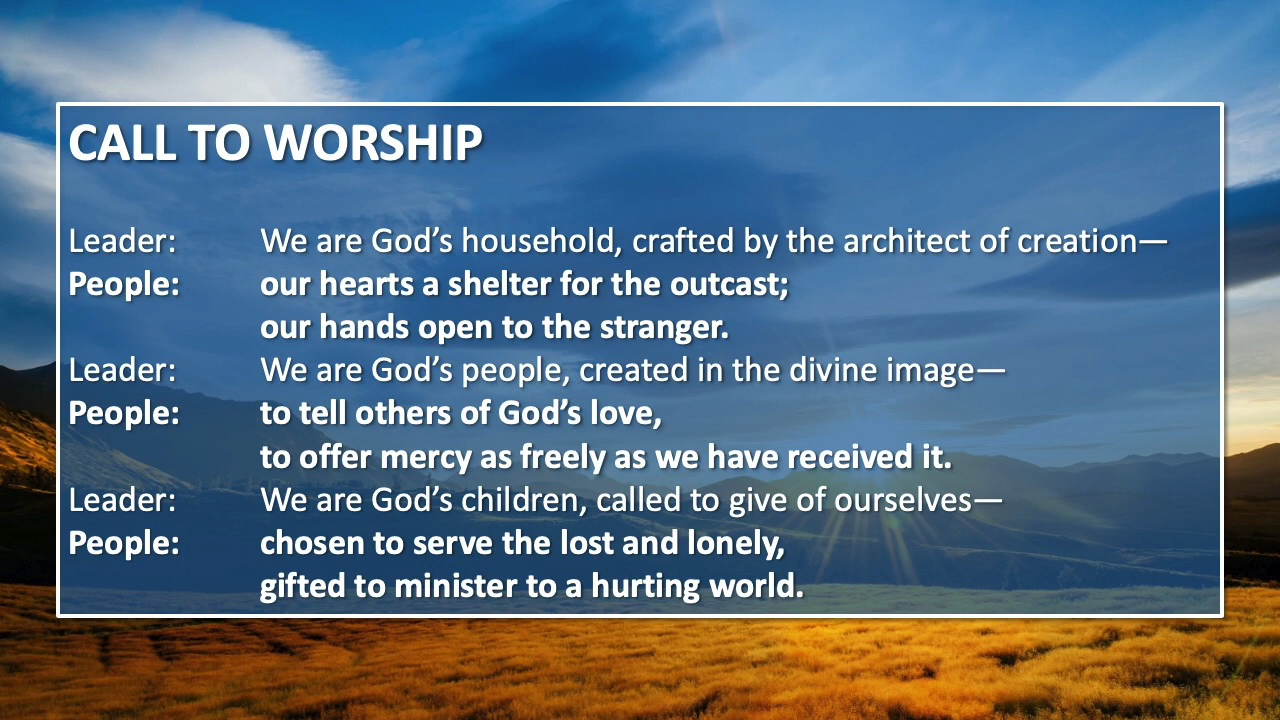 CALL TO WORSHIP
Leader: We are God’s household, crafted by the architect of creation—
People: our hearts a shelter for the outcast;
our hands open to the stranger.
Leader: We are God’s people, created in the divine image—
People: to tell others of God’s love,
to offer mercy as freely as we have received it.
Leader: We are God’s children, called to give of ourselves—
People: chosen to serve the lost and lonely,
gifted to minister to a hurting world.